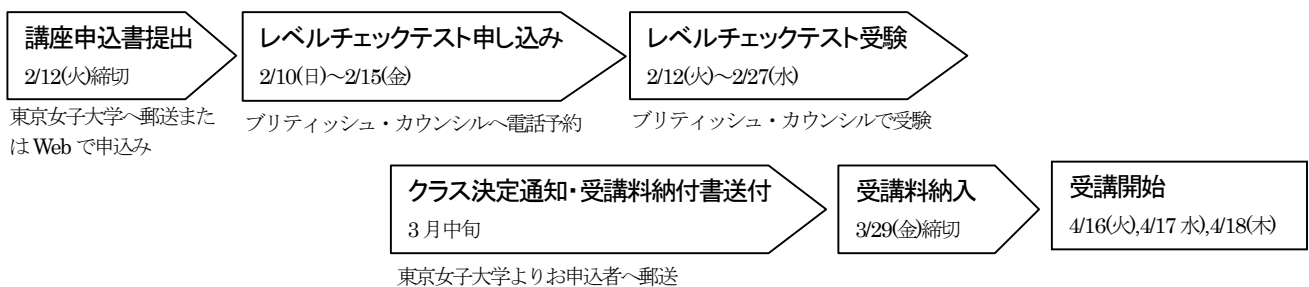 講座申込書提出
2/12(火)締切
東京女子大学へ郵送また
は Web で申込み
レベルチェックテスト申し込み
2/10(日)～2/15(金)
ブリティッシュ・カウンシルへ電話予約
レベルチェックテスト受験
2/12(火)～2/27(水)
ブリティッシュ・カウンシルで受験
クラス決定通知・受講料納付書送付
3 月中旬
東京女子大学よりお申込者へ郵送
受講料納入
3/29(金)締切
受講開始
4/16(火),4/17 水),4/18(木)